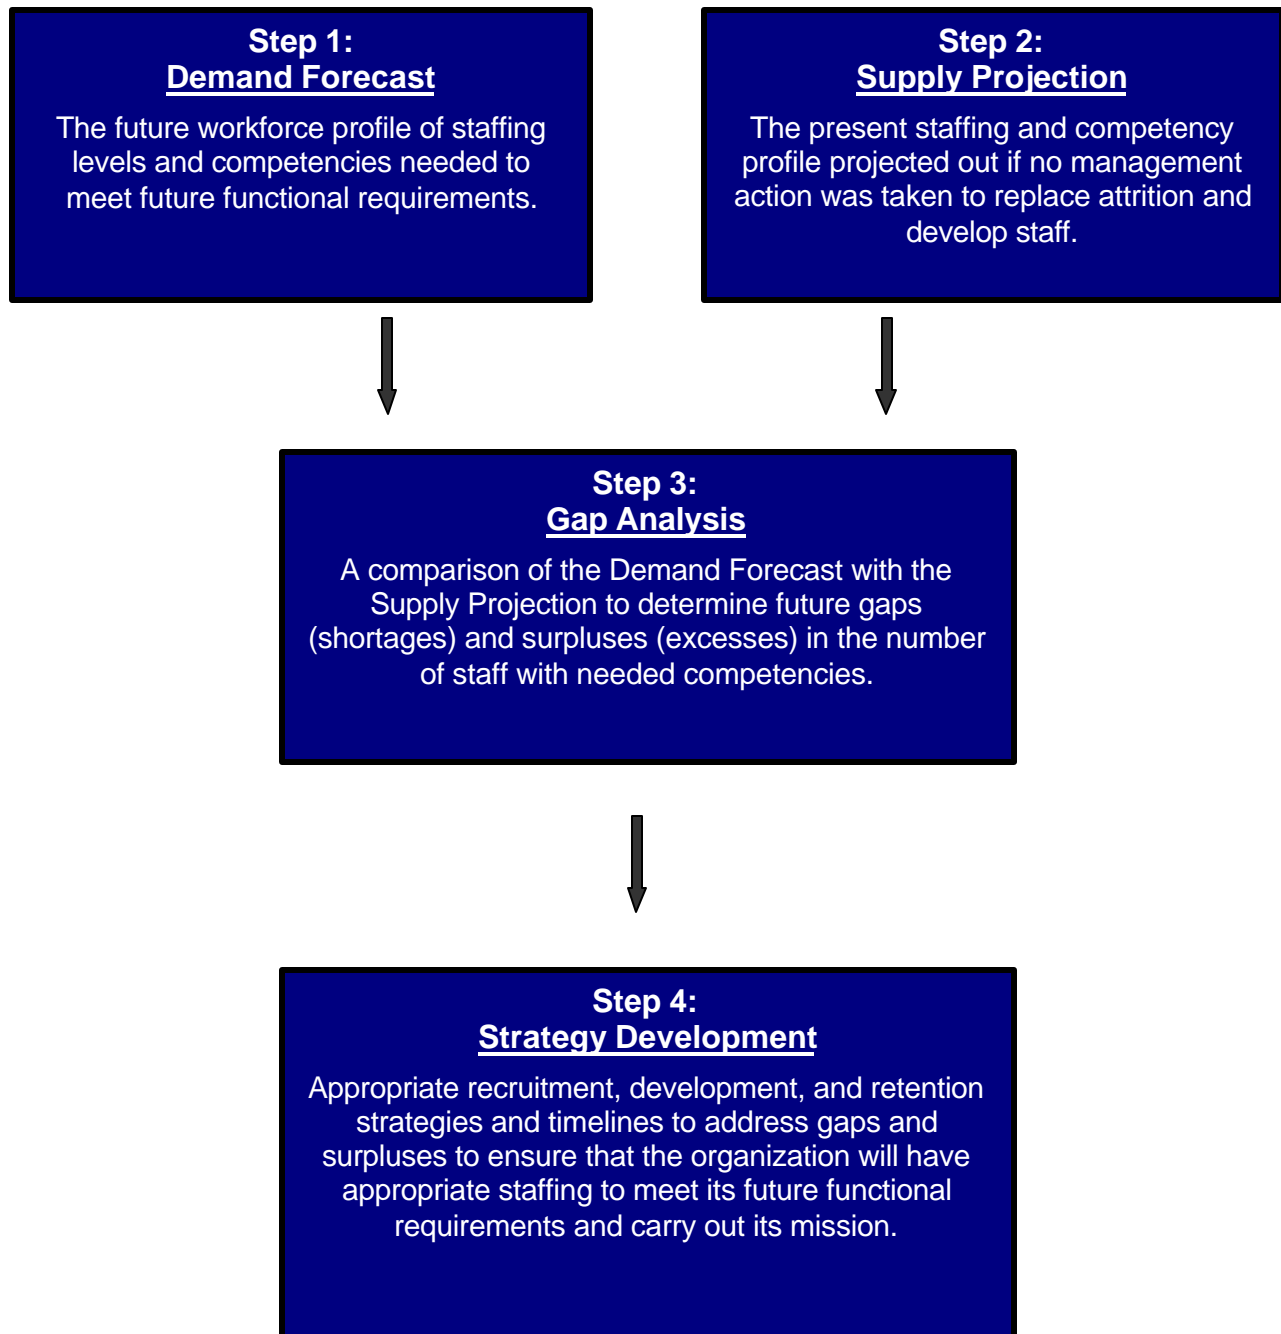 Step 1:
Demand Forecast
The future workforce profile of staffing
levels and competencies needed to
meet future functional requirements.
Step 2:
Supply Projection
The present staffing and competency
profile projected out if no management
action was taken to replace attrition and
develop staff.
Step 3:
Gap Analysis
A comparison of the Demand Forecast with the
Supply Projection to determine future gaps
(shortages) and surpluses (excesses) in the number
of staff with needed competencies.
Step 4:
Strategy Development
Appropriate recruitment, development, and retention
strategies and timelines to address gaps and
surpluses to ensure that the organization will have
appropriate staffing to meet its future functional
requirements and carry out its mission.